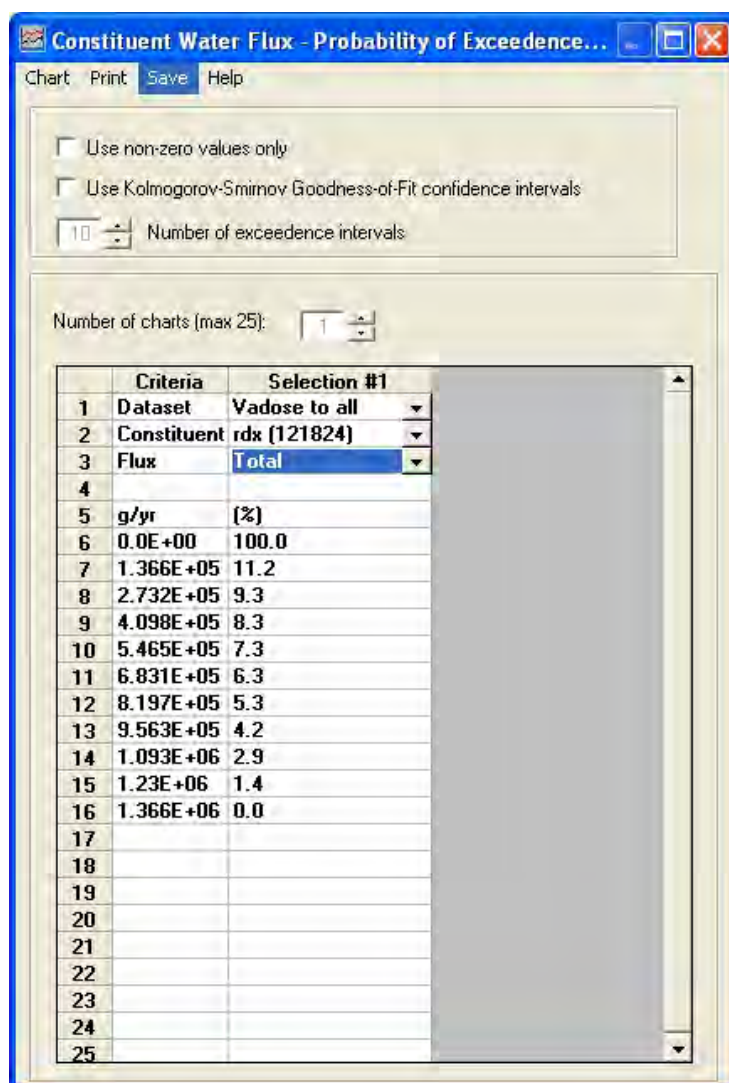 Constituent Water Flux - Probability of Exceedence...
Chart Print Save Help
Use non-zero values only
Use Kolmogorov-Smirnov Goodness-of-Fit confidence intervals
10 Number of exceedence intervals
Number of charts (max 25): 1
Criteria Selection #1
1 Dataset Vadose to all
2 Constituent rdx (121824)
3 Flux Total
4
5 g/yr (%)
6 0.0E+00 100.0
7 1.366E+05 11.2
8 2.732E+05 9.3
9 4.098E+05 8.3
10 5.465E+05 7.3
11 6.831E+05 6.3
12 8.197E+05 5.3
13 9.563E+05 4.2
14 1.093E+06 2.9
15 1.23E+06 1.4
16 1.366E+06 0.0
17
18
19
20
21
22
23
24
25